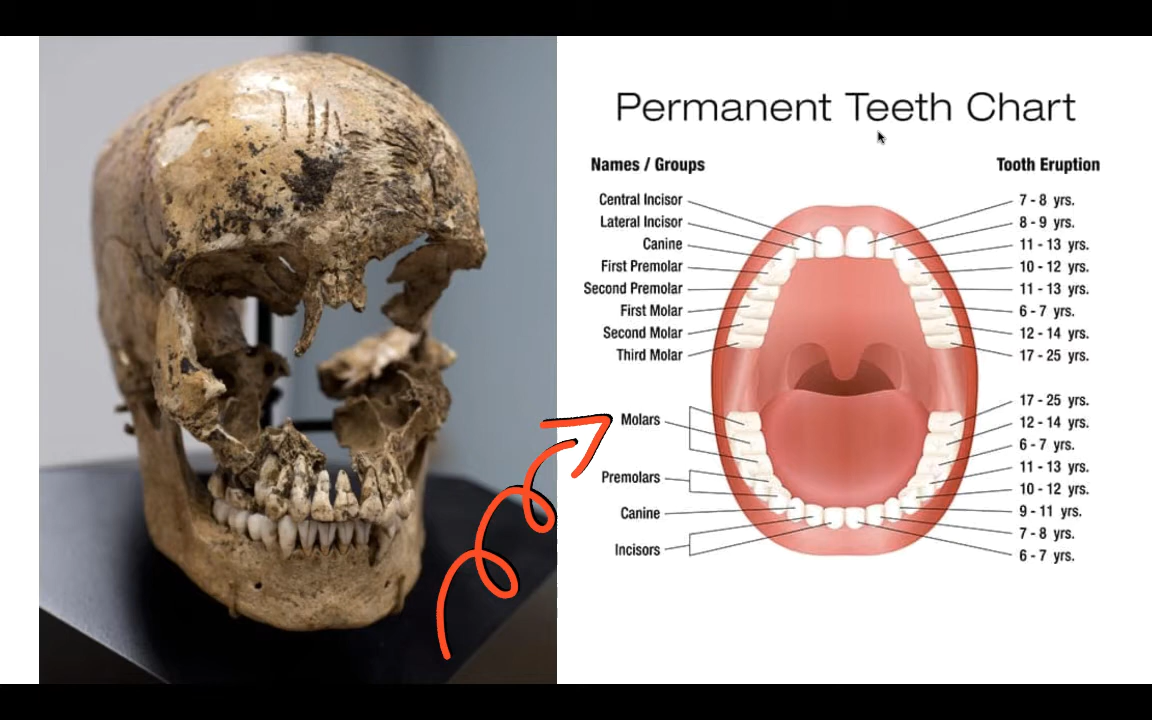 Permanent Teeth Chart
Names / Groups
Tooth Eruption
Central Incisor
7 - 8 yrs.
Lateral Incisor
8 - 9 yrs.
Canine
11 - 13 yrs.
First Premolar
10 - 12 yrs.
Second Premolar
11 - 13 yrs.
First Molar
6 - 7 yrs.
Second Molar
12 - 14 yrs.
Third Molar
17 - 25 yrs.
17 - 25 yrs.
Molars
12 - 14 yrs.
6 - 7 yrs.
11 - 13 yrs.
Premolars
10 - 12 yrs.
Canine
9 - 11 yrs.
7 - 8 yrs.
Incisors
6 - 7 yrs.